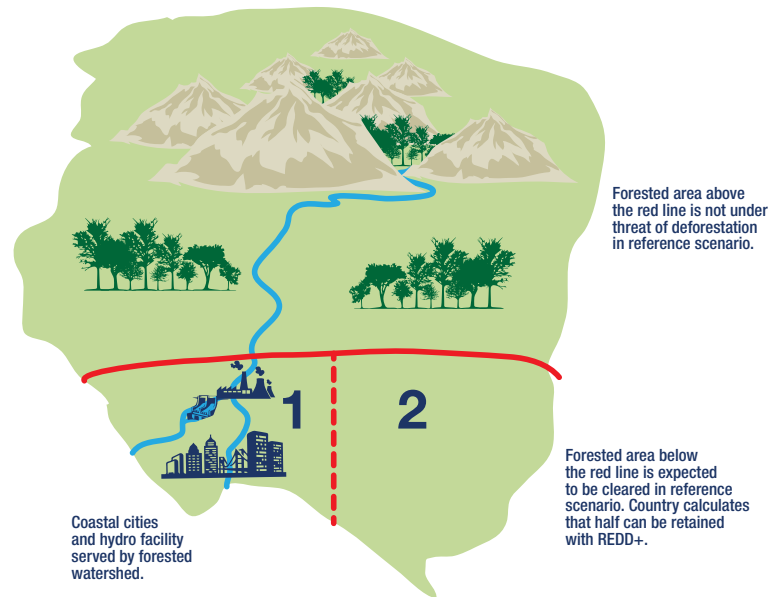 Forested area above
the red line is not under
threat of deforestation
in reference scenario.
1
2
Forested area below
the red line is expected
to be cleared in reference
scenario. Country calculates
that half can be retained
with REDD+.
Coastal cities
and hydro facility
served by forested
watershed.